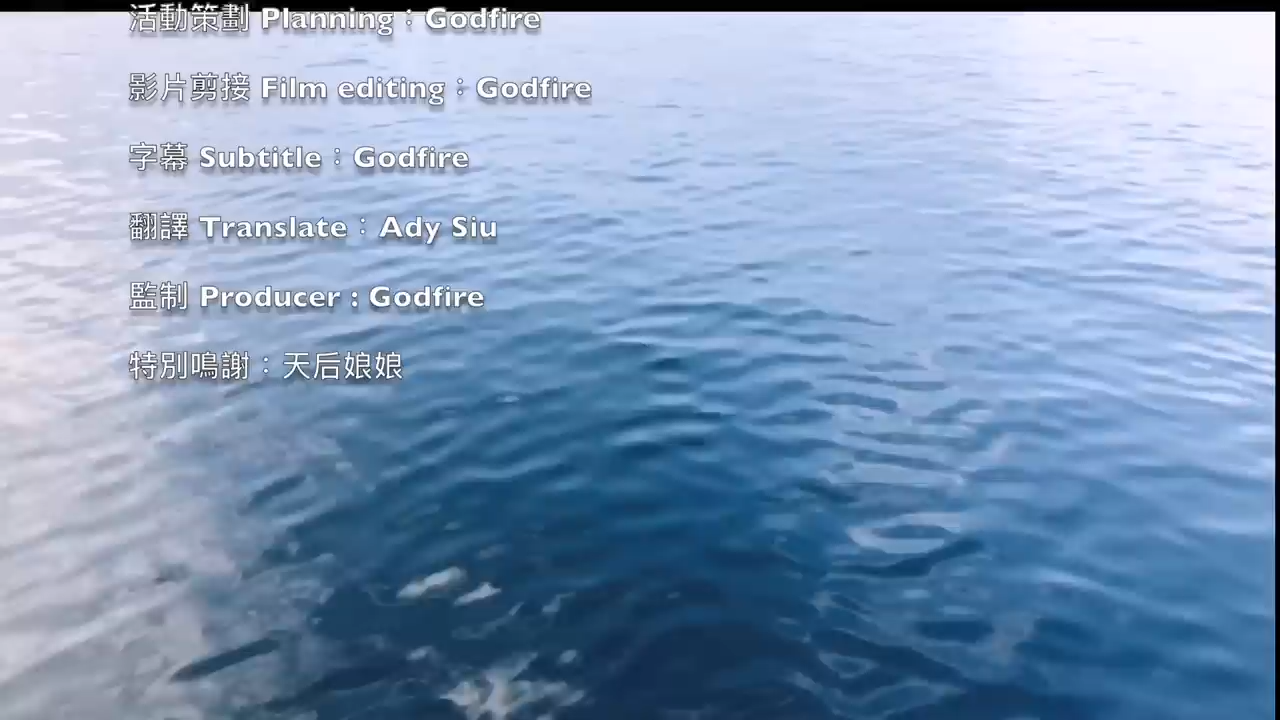 活動策劃 Planning：Godfire
影片剪接 Film editing：Godfire
字幕 Subtitle：Godfire
翻譯 Translate：Ady Siu
監制 Producer : Godfire
特別鳴謝：天后娘娘